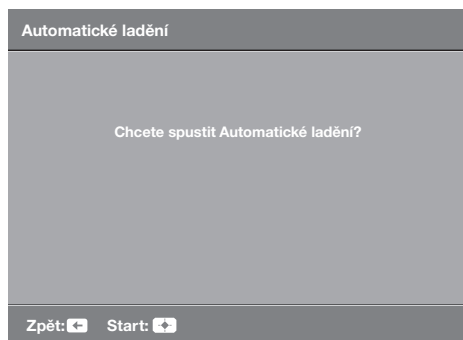 Automatické ladění
Chcete spustit Automatické ladění?
Zpět: Start: